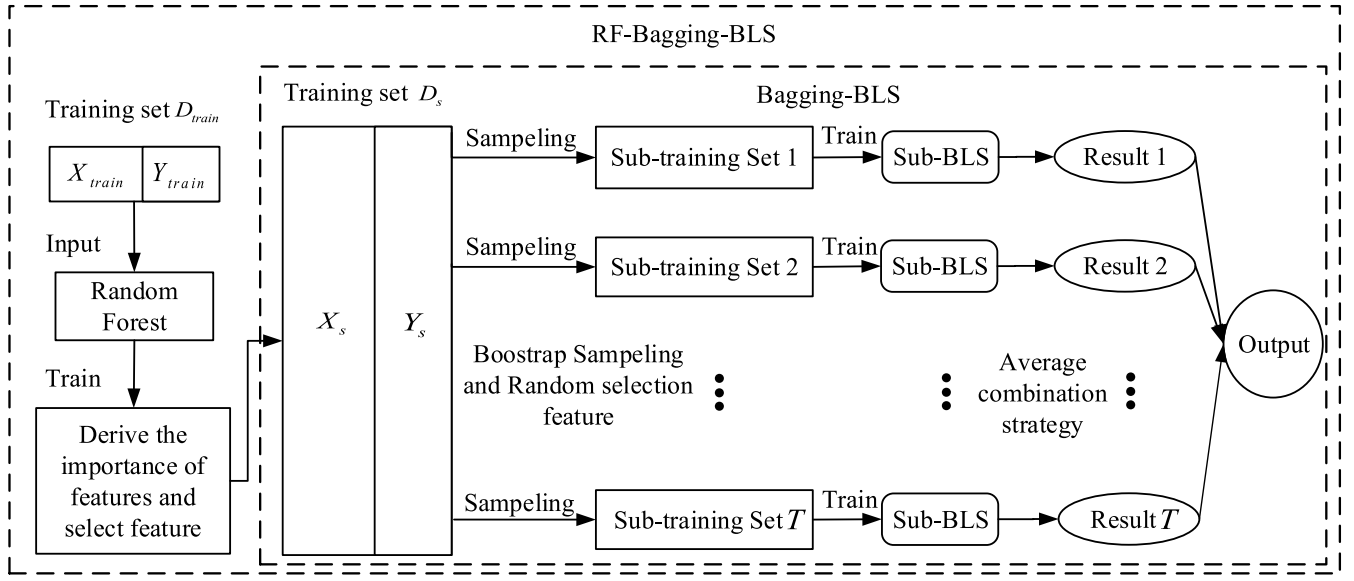 RF-Bagging-BLS
Training set D_train
X_train Y_train
Input
Random
Forest
Train
Derive the
importance of
features and
select feature
Training set D_s
Bagging-BLS
X_s Y_s
Sampeling
Sub-training Set 1
Train
Sub-BLS
Result 1
Sampeling
Sub-training Set 2
Train
Sub-BLS
Result 2
Boostrap Sampeling
and Random selection
feature
Average
combination
strategy
Sampeling
Sub-training Set T
Train
Sub-BLS
Result T
Output